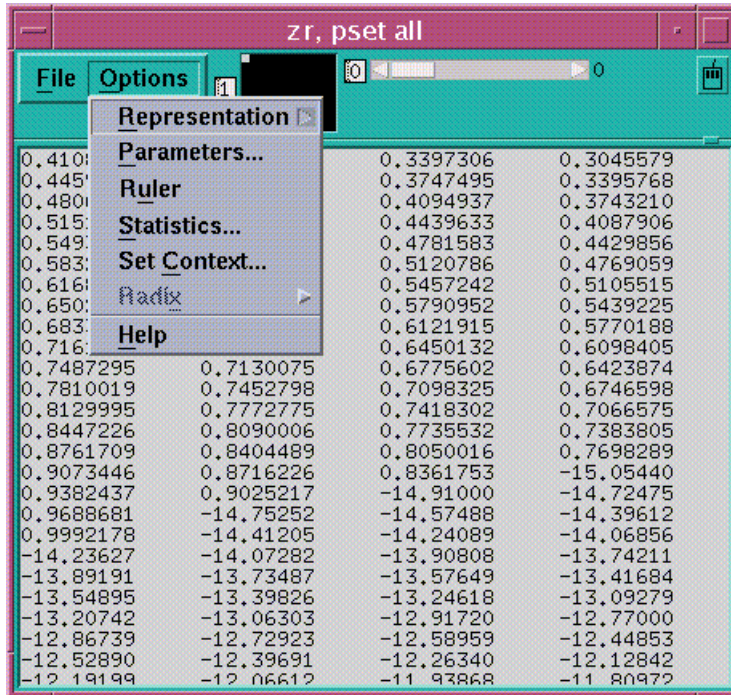 zr, pset all
File Options 1 0 0
Representation
Parameters...
Ruler
Statistics...
Set Context...
Radix
Help
0.3397306 0.3045579
0.3747495 0.3395768
0.4094937 0.3743210
0.4439633 0.4087906
0.4781583 0.4429856
0.5120786 0.4769059
0.5457242 0.5105515
0.5790952 0.5439225
0.6121915 0.5770188
0.6450132 0.6098405
0.7487295 0.7130075 0.6775602 0.6423874
0.7810019 0.7452798 0.7098325 0.6746598
0.8129995 0.7772775 0.7418302 0.7066575
0.8447226 0.8090006 0.7735532 0.7383805
0.8761709 0.8404489 0.8050016 0.7698289
0.9073446 0.8716226 0.8361753 -15.05440
0.9382437 0.9025217 -14.91000 -14.72475
0.9688681 -14.75252 -14.57488 -14.39612
0.9992178 -14.41205 -14.24089 -14.06856
-14.23627 -14.07282 -13.90808 -13.74211
-13.89191 -13.73487 -13.57649 -13.41684
-13.54895 -13.39826 -13.24618 -13.09279
-13.20742 -13.06303 -12.91720 -12.77000
-12.86739 -12.72923 -12.58959 -12.44853
-12.52890 -12.39691 -12.26340 -12.12842
-12.19199 -12.06612 -11.93868 -11.80972